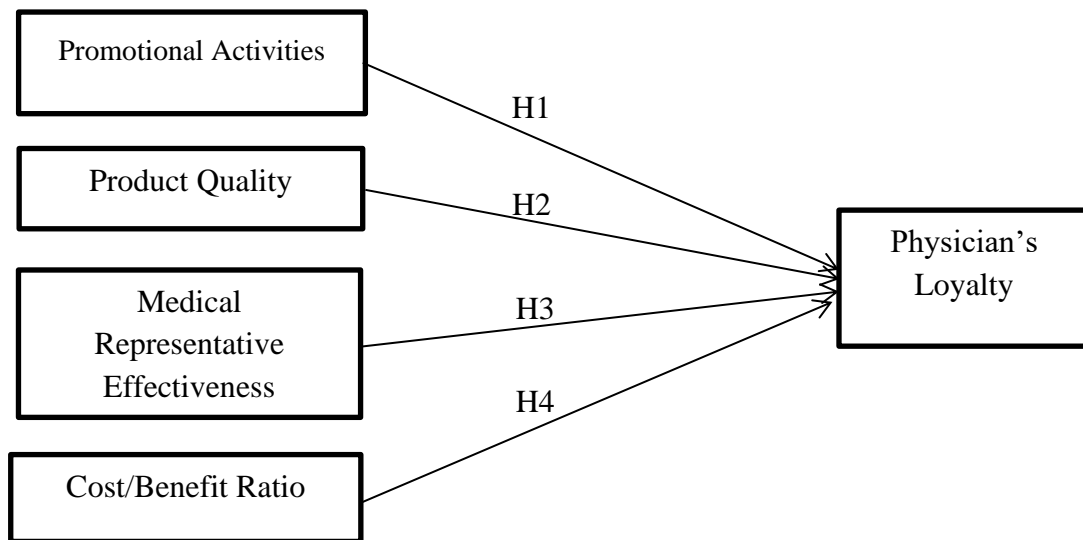 Promotional Activities
H1
Product Quality
H2
Physician’s
Loyalty
Medical
Representative
Effectiveness
H3
H4
Cost/Benefit Ratio